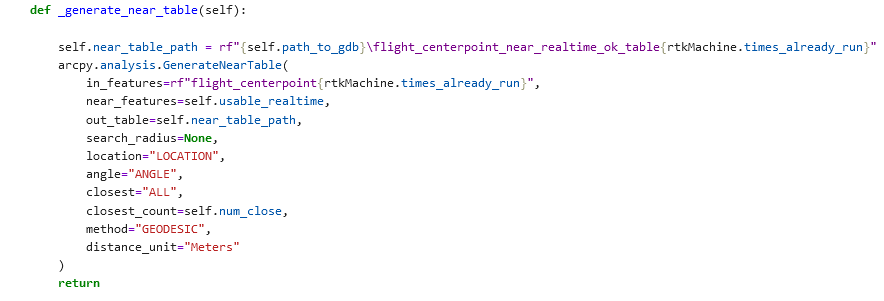 def _generate_near_table(self):
self.near_table_path = rf"{self.path_to_gdb}\flight_centerpoint_near_realtime_ok_table{rtkMachine.times_already_run}"
arcpy.analysis.GenerateNearTable(
in_features=rf"flight_centerpoint{rtkMachine.times_already_run}",
near_features=self.usable_realtime,
out_table=self.near_table_path,
search_radius=None,
location="LOCATION",
angle="ANGLE",
closest="ALL",
closest_count=self.num_close,
method="GEODESIC",
distance_unit="Meters"
)
return